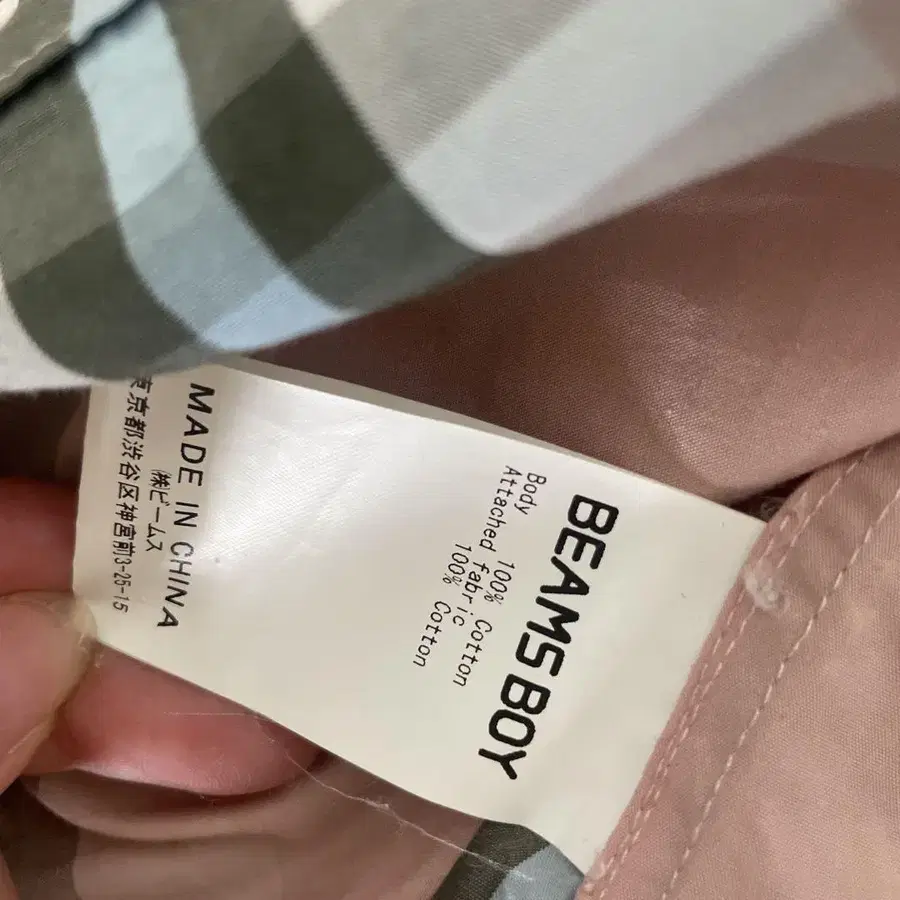 BEAMS BOY
Body 100% Cotton
Attached fabric
100% Cotton
MADE IN CHINA
㈱ビームス
東京都渋谷区神宮前3-25-15